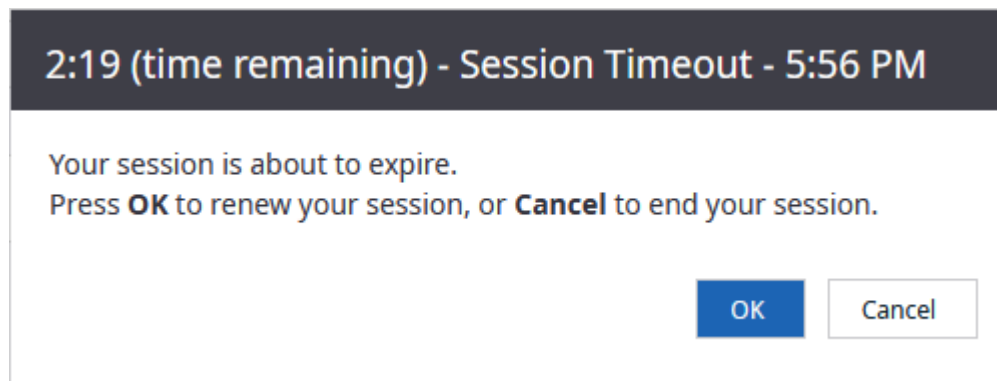 2:19 (time remaining) - Session Timeout - 5:56 PM
Your session is about to expire.
Press OK to renew your session, or Cancel to end your session.
OK
Cancel